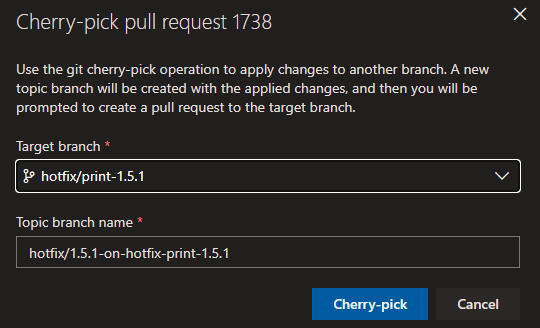 Cherry-pick pull request 1738
Use the git cherry-pick operation to apply changes to another branch. A new
topic branch will be created with the applied changes, and then you will be
prompted to create a pull request to the target branch.
Target branch *
hotfix/print-1.5.1
Topic branch name *
hotfix/1.5.1-on-hotfix-print-1.5.1
Cherry-pick
Cancel